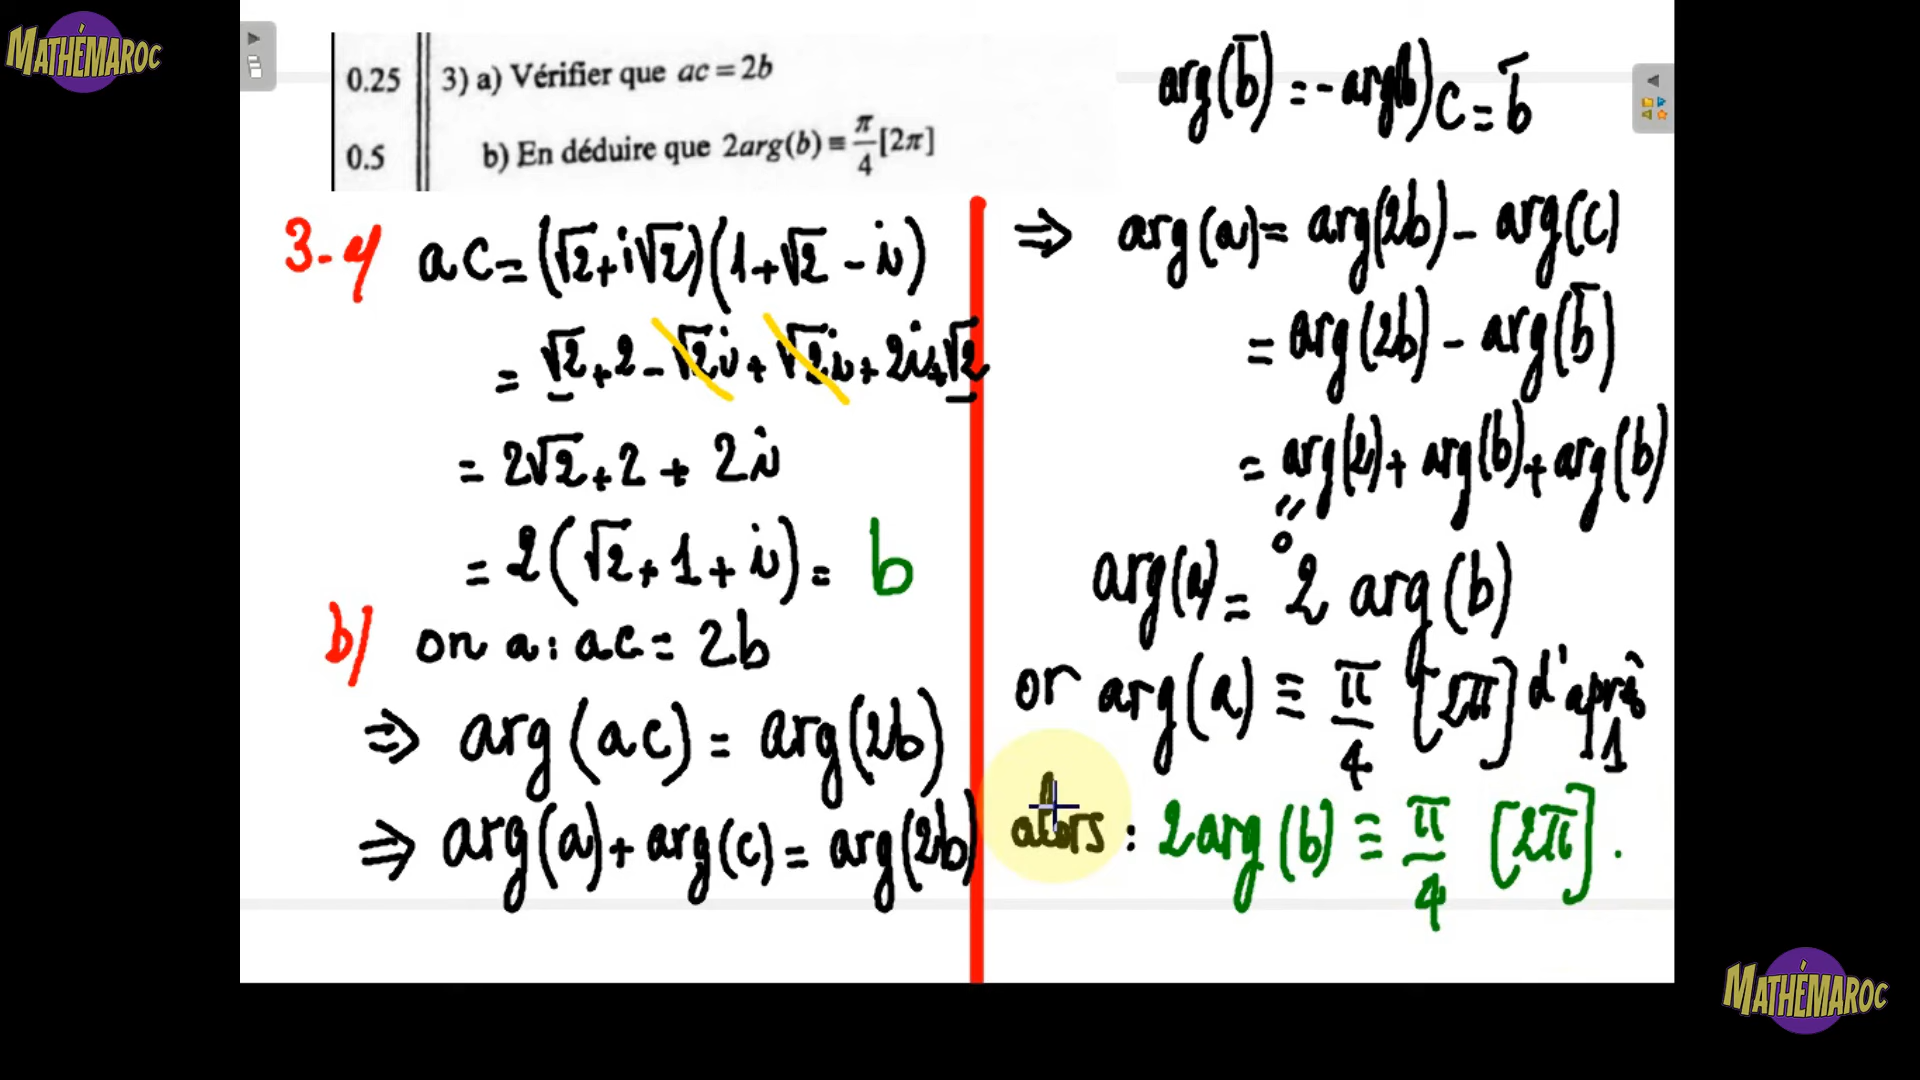 MATHÉMAROC
0.25 3) a) Vérifier que ac = 2b
0.5 b) En déduire que 2arg(b) ≡ π/4 [2π]
3-a/ ac = (√2+i√2)(1+√2 - i)
= √2+2 - √2i + √2i + 2i+√2
= 2√2+2 + 2i
= 2(√2+1+i) = b
b/ on a : ac = 2b
⇒ arg(ac) = arg(2b)
⇒ arg(a)+arg(c) = arg(2b)
arg(b̄) = -arg(b) c = b̄
⇒ arg(a) = arg(2b) - arg(c)
= arg(2b) - arg(b̄)
= arg(2)+arg(b)+arg(b)
" 0
arg(a) = 2 arg(b)
or arg(a) ≡ π/4 [2π] d'après 1
alors : 2arg(b) ≡ π/4 [2π].
MATHÉMAROC